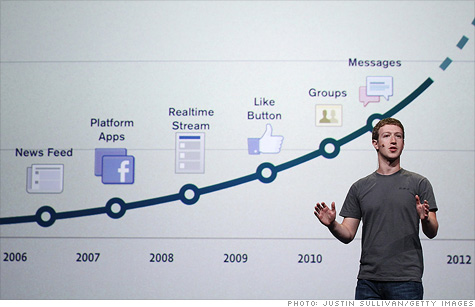 Messages
Groups
Like
Button
Realtime
Stream
Platform
Apps
News Feed
f
2006 2007 2008 2009 2010 2012
PHOTO: JUSTIN SULLIVAN/GETTY IMAGES